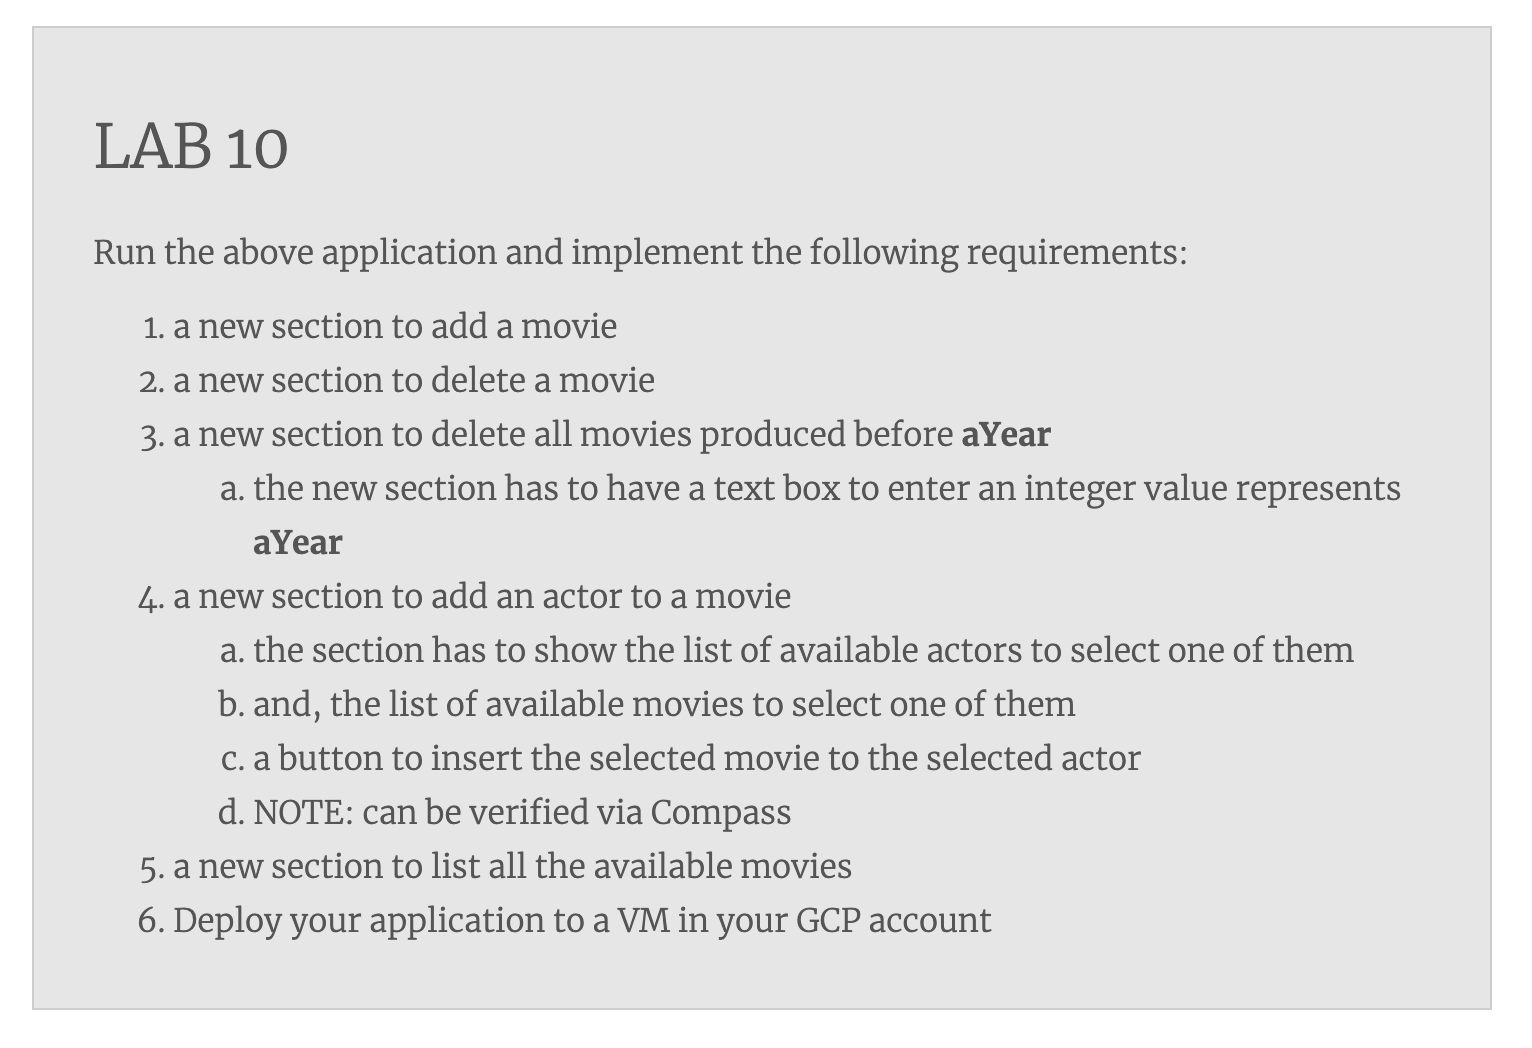 LAB 10
Run the above application and implement the following requirements:
1. a new section to add a movie
2. a new section to delete a movie
3. a new section to delete all movies produced before aYear
a. the new section has to have a text box to enter an integer value represents
aYear
4. a new section to add an actor to a movie
a. the section has to show the list of available actors to select one of them
b. and, the list of available movies to select one of them
c. a button to insert the selected movie to the selected actor
d. NOTE: can be verified via Compass
5. a new section to list all the available movies
6. Deploy your application to a VM in your GCP account